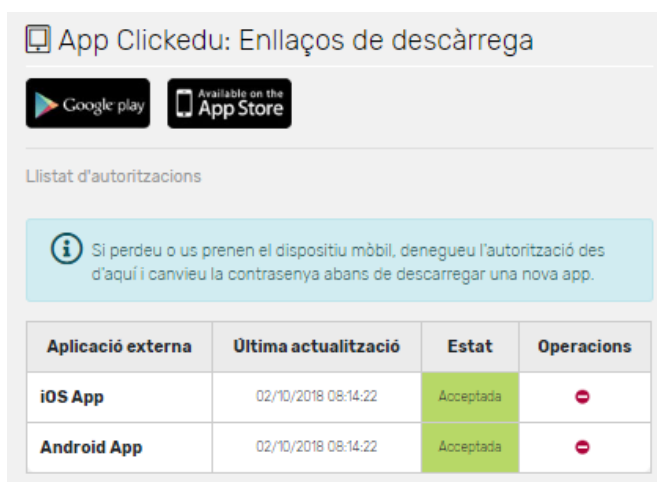 App Clickedu: Enllaços de descàrrega
Google play
Available on the
App Store
Llistat d'autoritzacions
Si perdeu o us prenen el dispositiu mòbil, denegueu l'autorització des
d'aquí i canvieu la contrasenya abans de descarregar una nova app.
Aplicació externa Última actualització Estat Operacions
iOS App 02/10/2018 08:14:22 Acceptada
Android App 02/10/2018 08:14:22 Acceptada